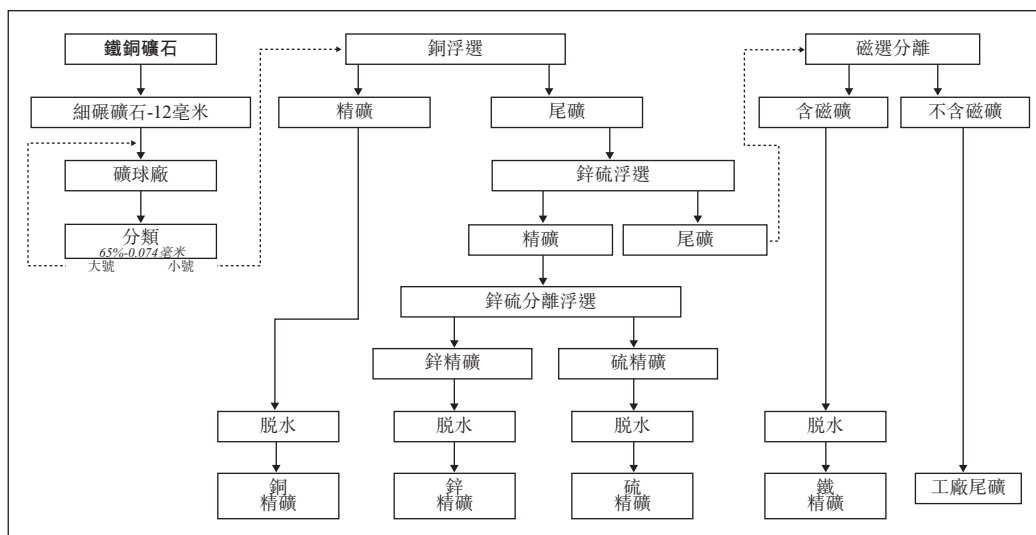 鐵銅礦石
細碾礦石-12毫米
礦球廠
分類
65%-0.074毫米
大號
小號
銅浮選
精礦
尾礦
鋅硫浮選
精礦
尾礦
鋅硫分離浮選
鋅精礦
硫精礦
磁選分離
含磁礦
不含磁礦
脫水
脫水
脫水
脫水
銅
精礦
鋅
精礦
硫
精礦
鐵
精礦
工廠尾礦